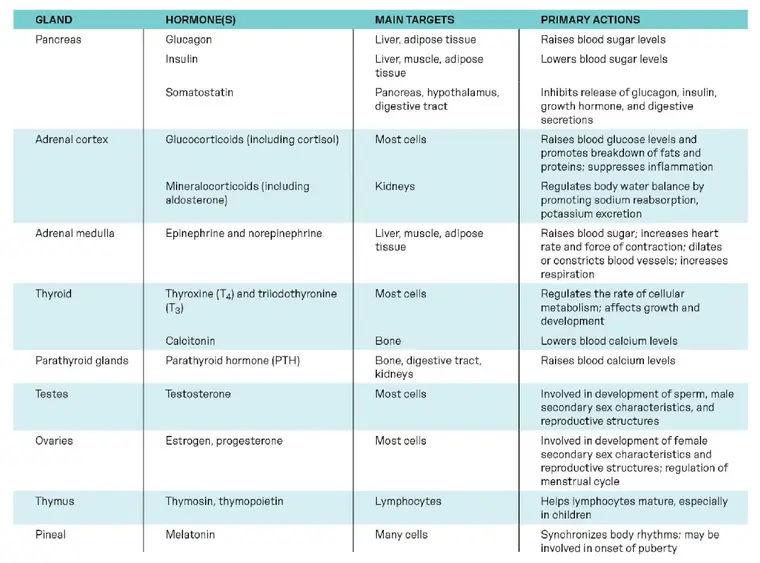 GLAND HORMONE(S) MAIN TARGETS PRIMARY ACTIONS
Pancreas Glucagon Liver, adipose tissue Raises blood sugar levels
Insulin Liver, muscle, adipose Lowers blood sugar levels
tissue
Somatostatin Pancreas, hypothalamus, Inhibits release of glucagon, insulin,
digestive tract growth hormone, and digestive
secretions
Adrenal cortex Glucocorticoids (including cortisol) Most cells Raises blood glucose levels and
promotes breakdown of fats and
proteins; suppresses inflammation
Mineralocorticoids (including Kidneys Regulates body water balance by
aldosterone) promoting sodium reabsorption,
potassium excretion
Adrenal medulla Epinephrine and norepinephrine Liver, muscle, adipose Raises blood sugar; increases heart
tissue rate and force of contraction; dilates
or constricts blood vessels; increases
respiration
Thyroid Thyroxine (T4) and triiodothyronine Most cells Regulates the rate of cellular
(T3) metabolism; affects growth and
development
Calcitonin Bone Lowers blood calcium levels
Parathyroid glands Parathyroid hormone (PTH) Bone, digestive tract, Raises blood calcium levels
kidneys
Testes Testosterone Most cells Involved in development of sperm, male
secondary sex characteristics, and
reproductive structures
Ovaries Estrogen, progesterone Most cells Involved in development of female
secondary sex characteristics and
reproductive structures; regulation of
menstrual cycle
Thymus Thymosin, thymopoietin Lymphocytes Helps lymphocytes mature, especially
in children
Pineal Melatonin Many cells Synchronizes body rhythms; may be
involved in onset of puberty